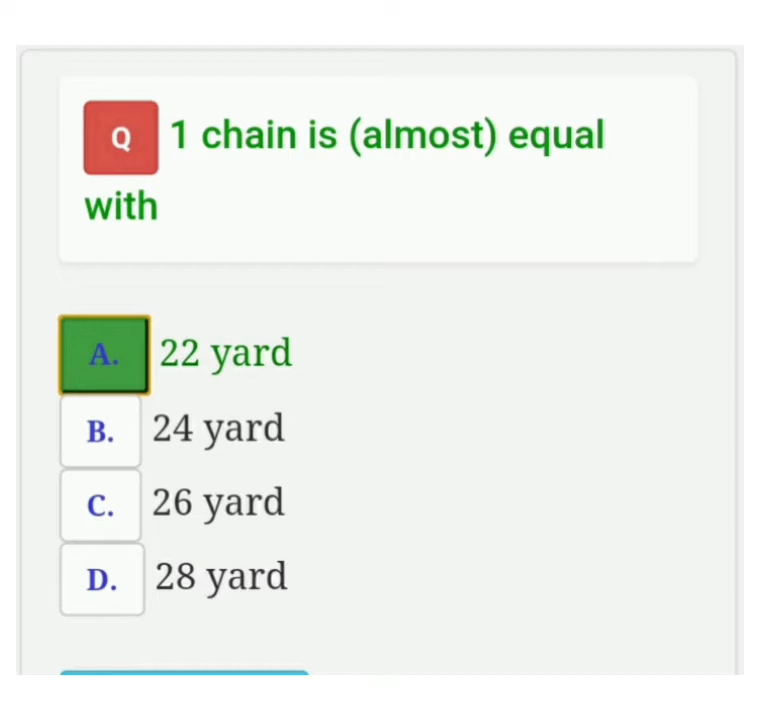 Q 1 chain is (almost) equal
with
A. 22 yard
B. 24 yard
C. 26 yard
D. 28 yard